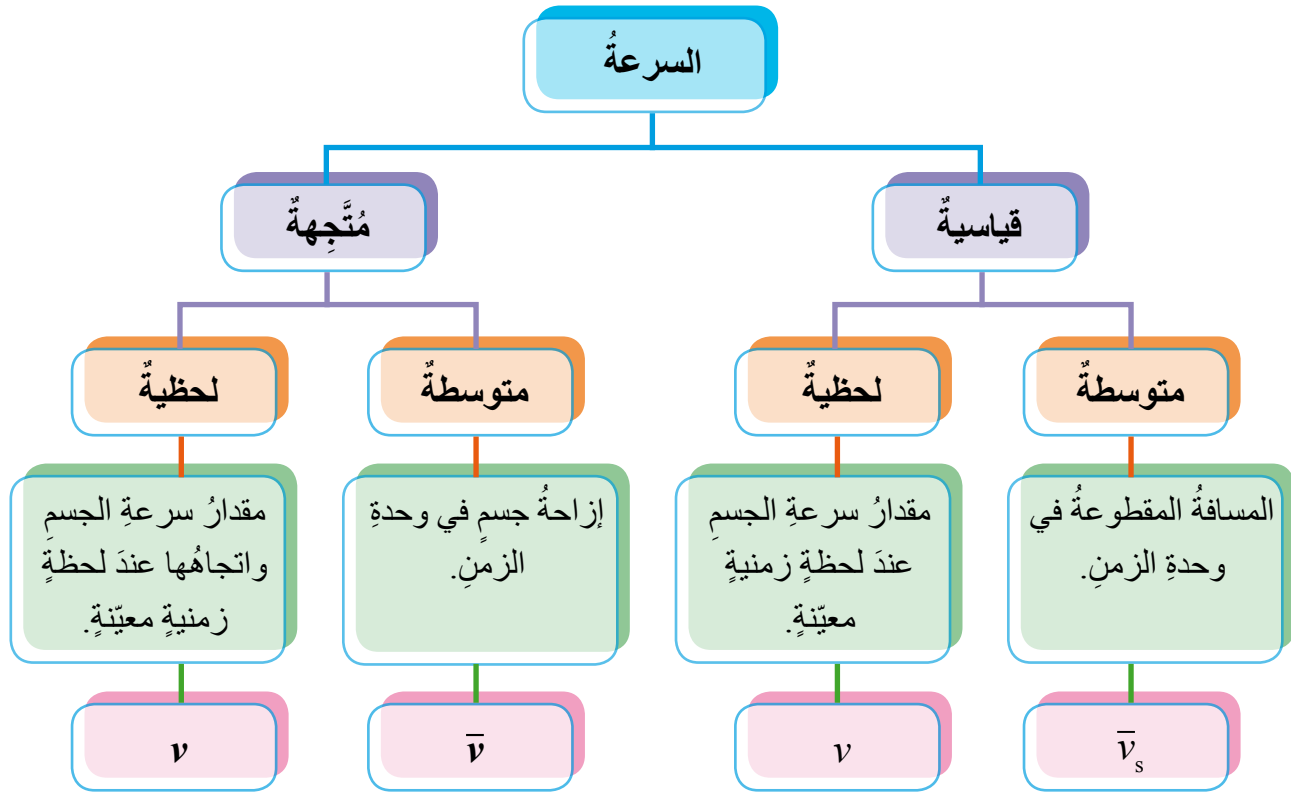 السرعةُ
قياسيةٌ
مُتَّجِهةٌ
متوسطةٌ
لحظيةٌ
متوسطةٌ
لحظيةٌ
المسافةُ المقطوعةُ في
وحدةِ الزمنِ.
مقدارُ سرعةِ الجسمِ
عندَ لحظةٍ زمنيةٍ
معيّنةٍ.
إزاحةُ جسمٍ في وحدةِ
الزمنِ.
مقدارُ سرعةِ الجسمِ
واتجاهُها عندَ لحظةٍ
زمنيةٍ معيّنةٍ.
v̅ₛ
v
v̅
v